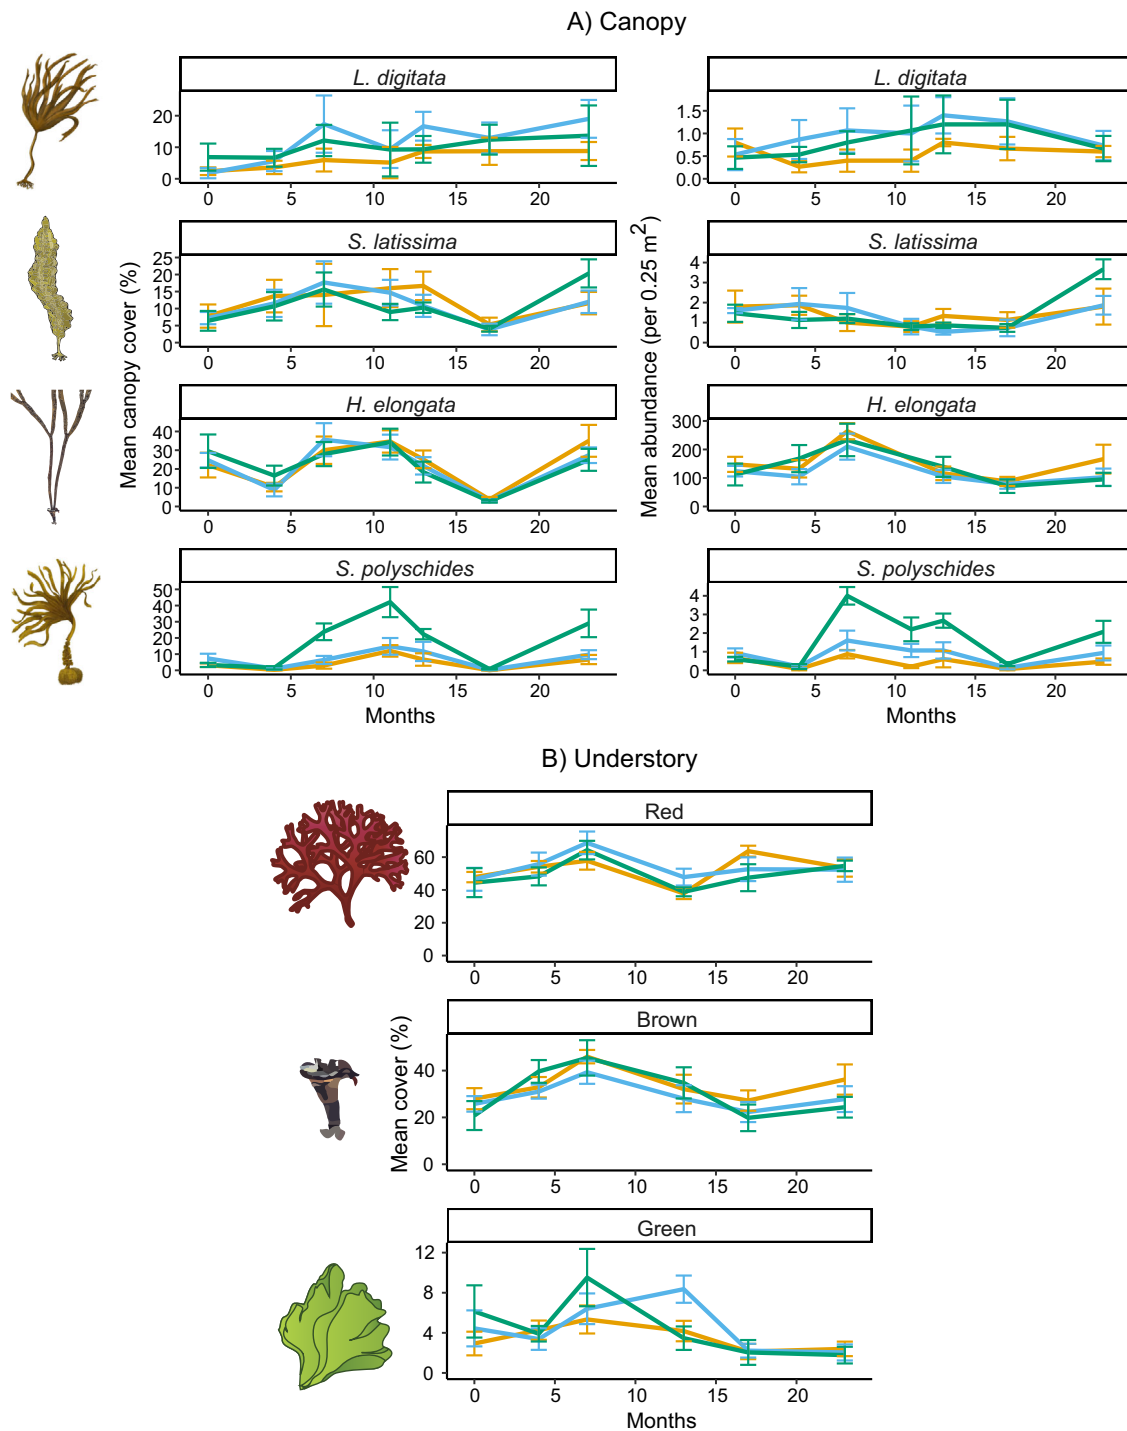 A) Canopy
L. digitata
20
10
0
0 5 10 15 20
L. digitata
1.5
1.0
0.5
0.0
0 5 10 15 20
Mean canopy cover (%)
Mean abundance (per 0.25 m²)
S. latissima
25
20
15
10
5
0
0 5 10 15 20
S. latissima
4
3
2
1
0
0 5 10 15 20
H. elongata
40
30
20
10
0
0 5 10 15 20
H. elongata
300
200
100
0
0 5 10 15 20
S. polyschides
50
40
30
20
10
0
0 5 10 15 20
Months
S. polyschides
4
3
2
1
0
0 5 10 15 20
Months
B) Understory
Mean cover (%)
Red
60
40
20
0
0 5 10 15 20
Brown
40
20
0
0 5 10 15 20
Green
12
8
4
0
0 5 10 15 20
Months